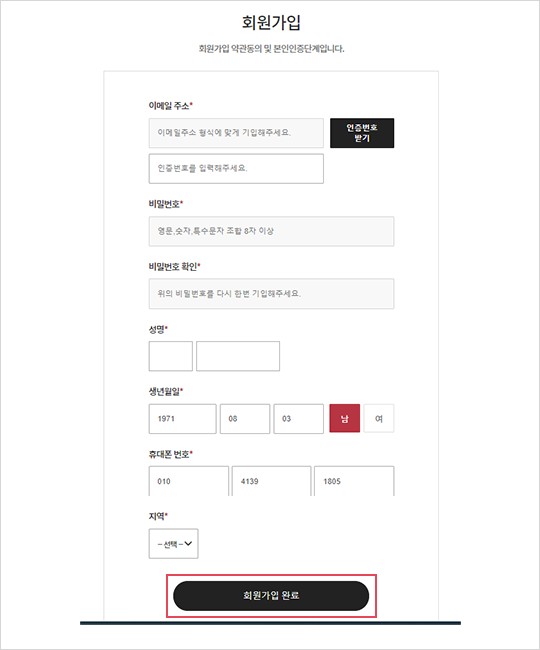 회원가입
회원가입 약관동의 및 본인인증단계입니다.
이메일 주소*
이메일주소 형식에 맞게 기입해주세요.
인증번호
받기
인증번호를 입력해주세요.
비밀번호*
영문,숫자,특수문자 조합 8자 이상
비밀번호 확인*
위의 비밀번호를 다시 한번 기입해주세요.
성명*
생년월일*
1971 08 03 남 여
휴대폰 번호*
010 4139 1805
지역*
-- 선택 --
회원가입 완료